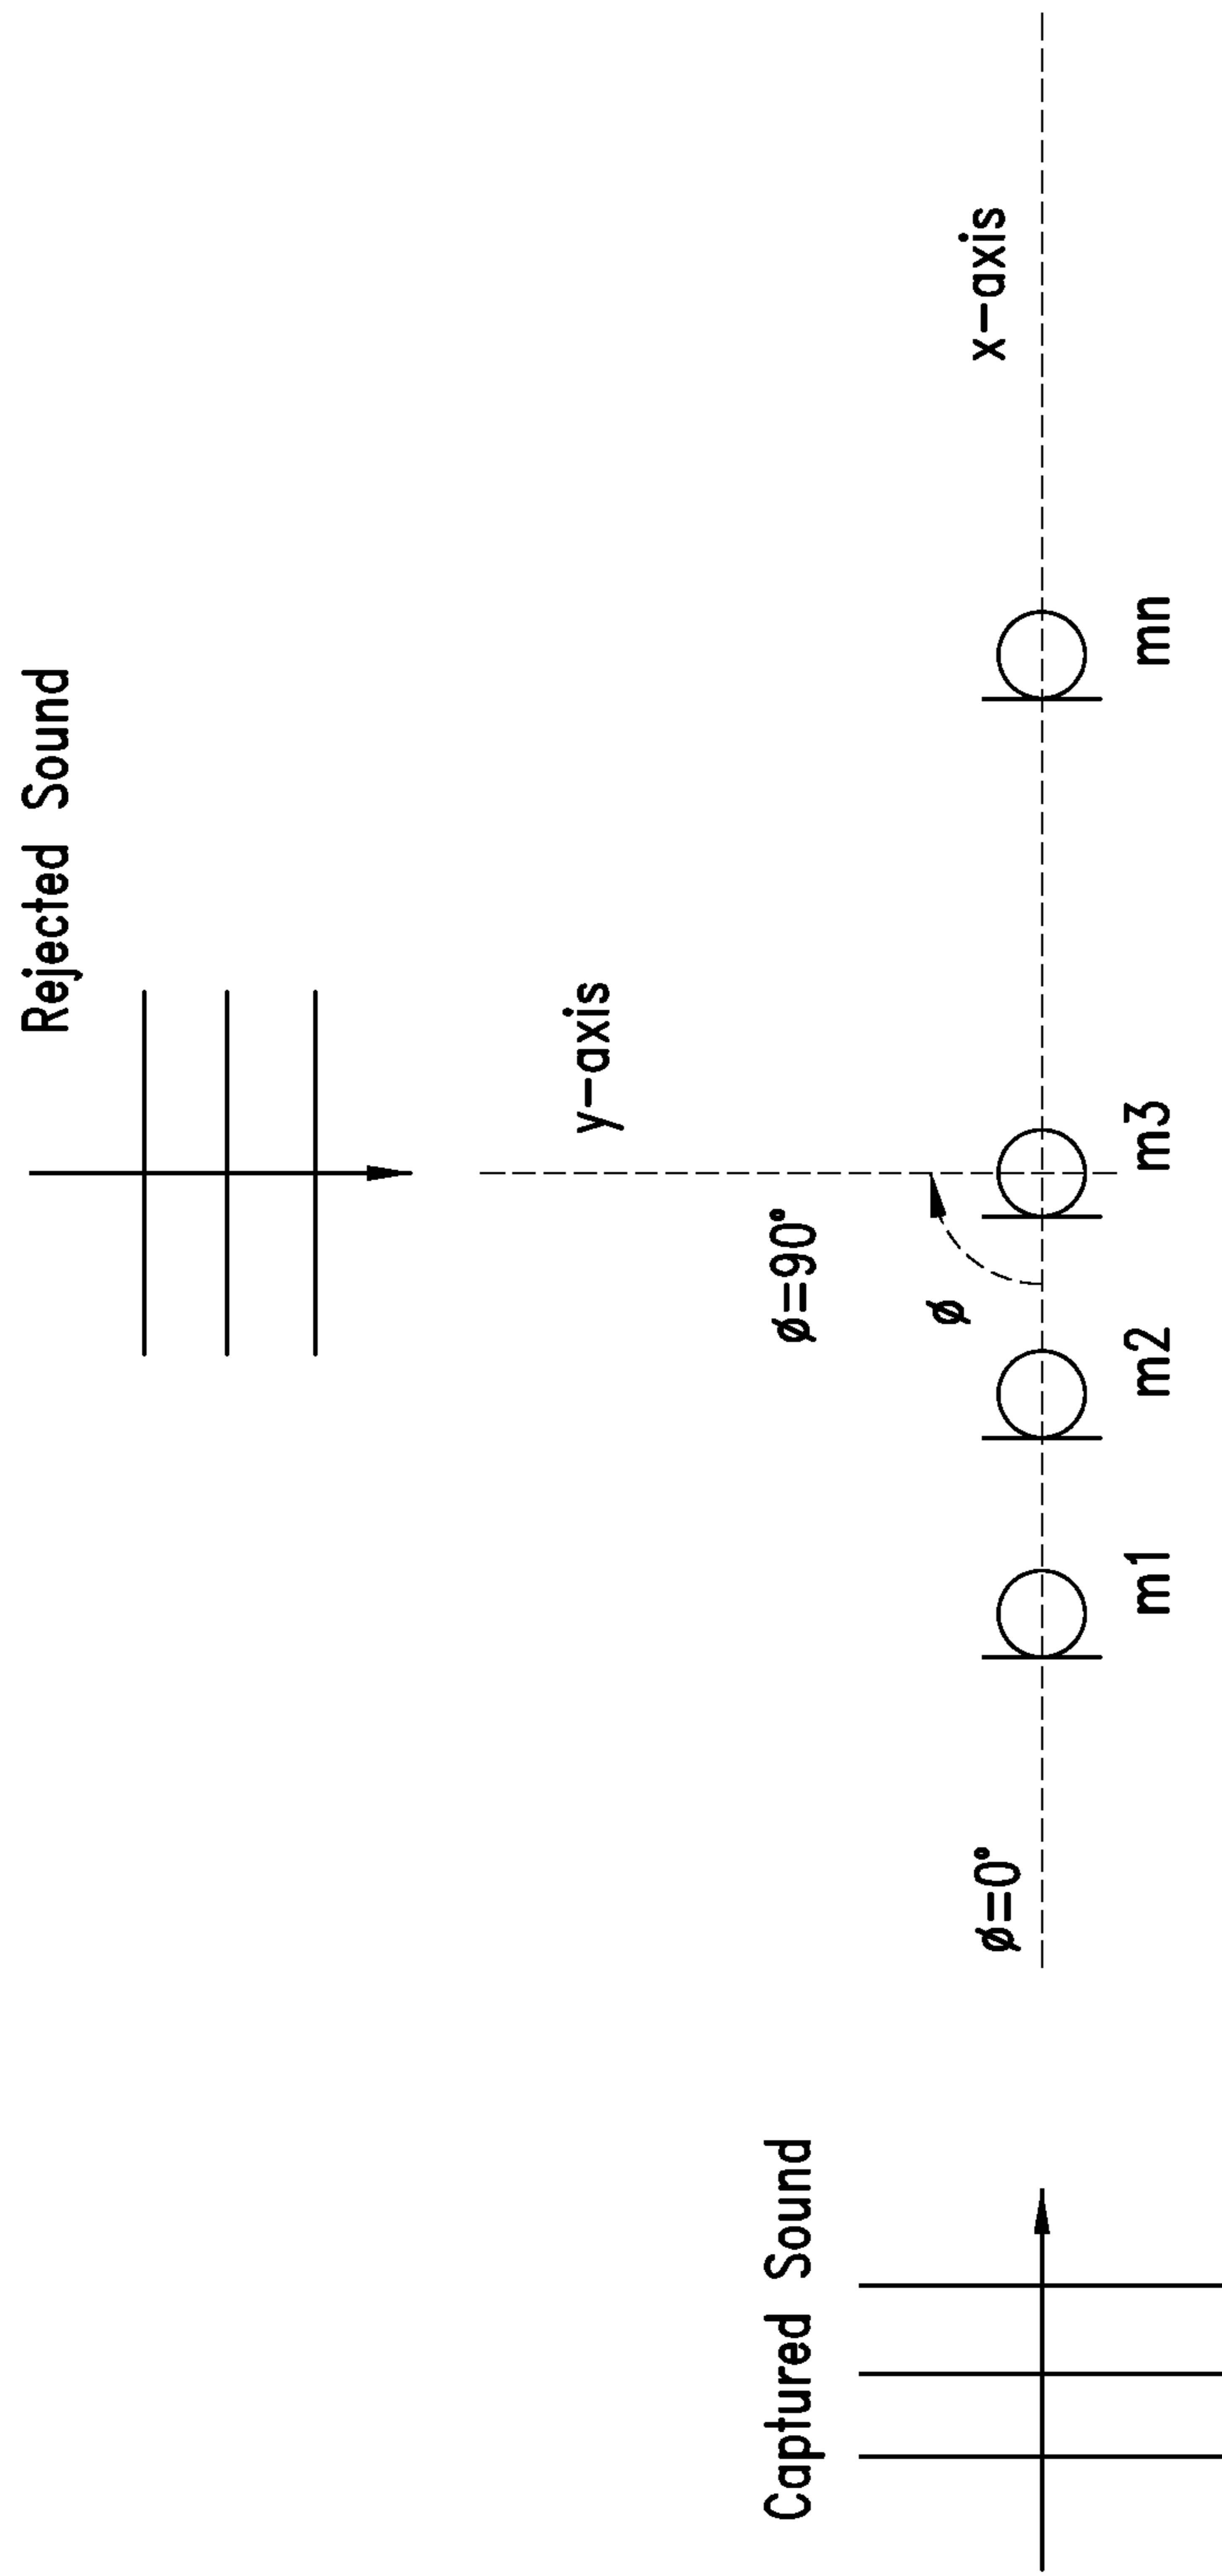 Rejected Sound
y-axis
x-axis
ø=90°
ø
Captured Sound
ø=0°
m1
m2
m3
mn